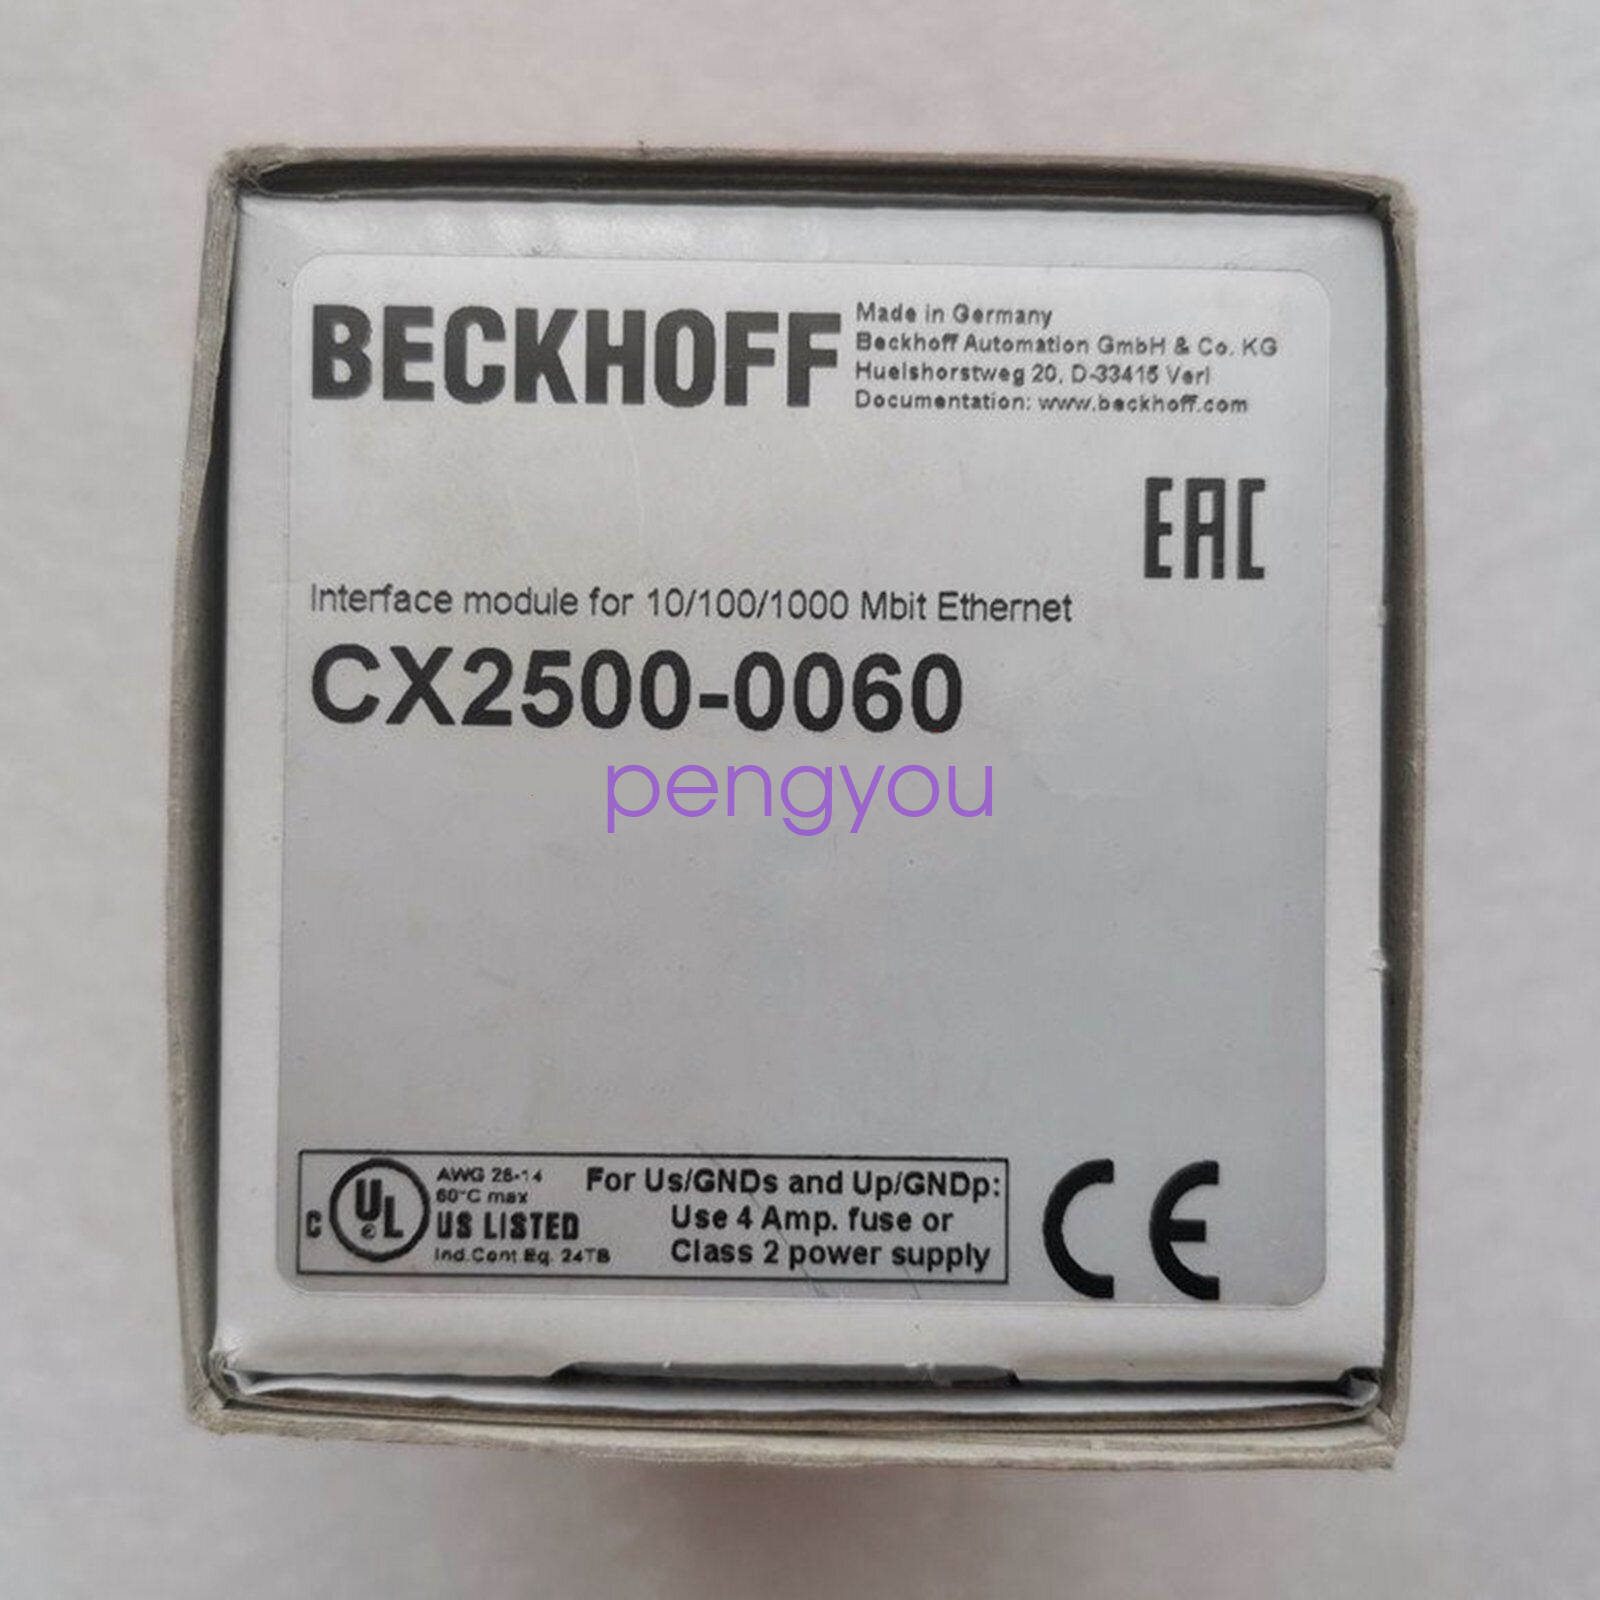 BECKHOFF
Made in Germany
Beckhoff Automation GmbH & Co. KG
Huelshorstweg 20, D-33415 Verl
Documentation: www.beckhoff.com
EAC
Interface module for 10/100/1000 Mbit Ethernet
CX2500-0060
pengyou
C UL
AWG 28-14
60°C max
US LISTED
Ind.Cont.Eq. 24TB
For Us/GNDs and Up/GNDp:
Use 4 Amp. fuse or
Class 2 power supply
CE